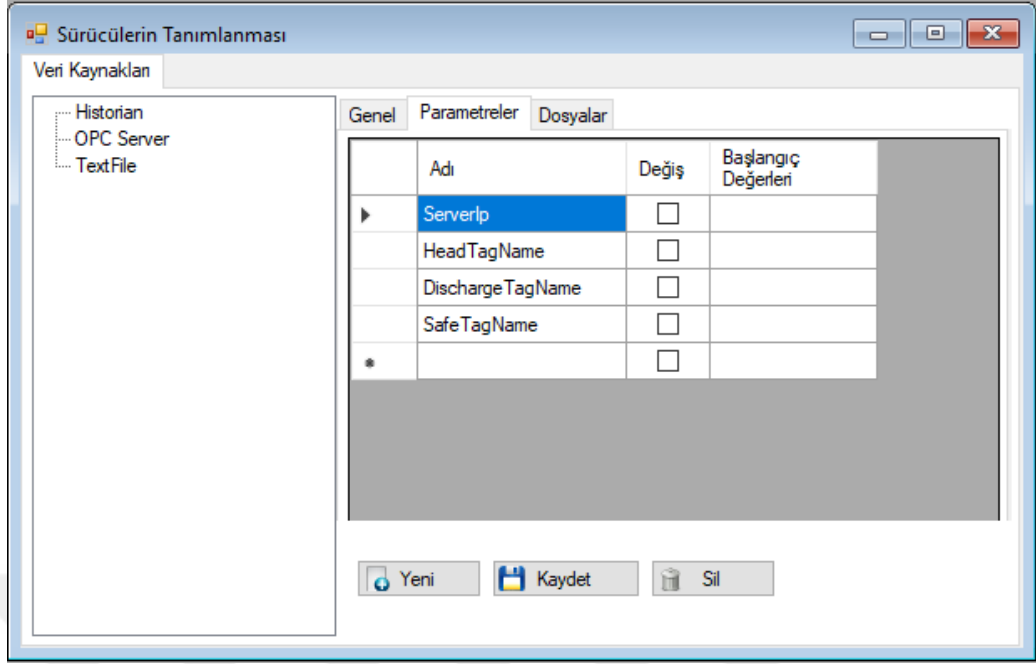 Sürücülerin Tanımlanması
Veri Kaynakları
Historian
OPC Server
TextFile
Genel Parametreler Dosyalar
Adı Değiş Başlangıç
Değerleri
ServerIp
HeadTagName
DischargeTagName
SafeTagName
Yeni Kaydet Sil